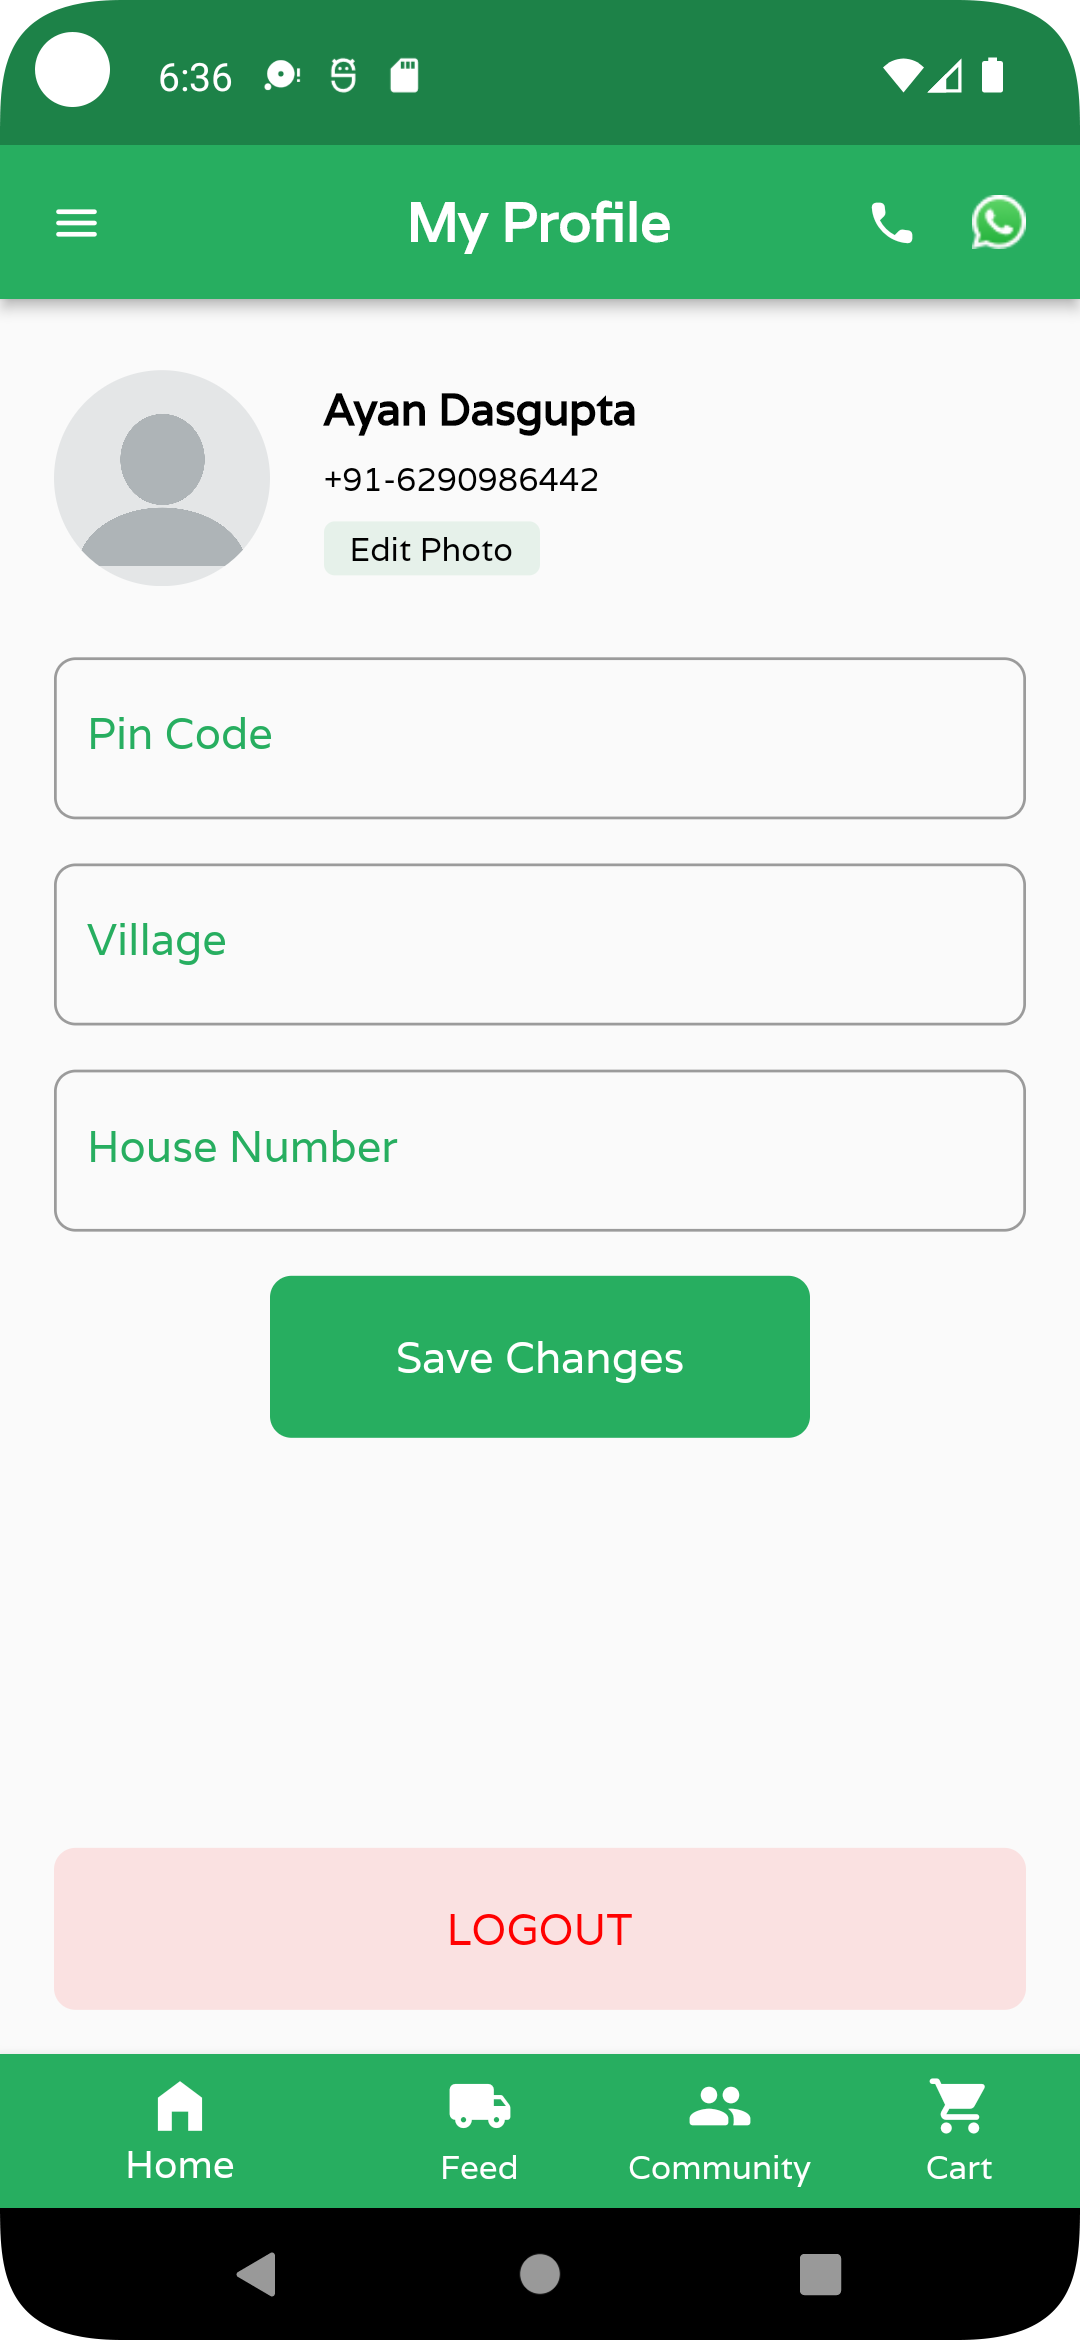 6:36
My Profile
Ayan Dasgupta
+91-6290986442
Edit Photo
Pin Code
Village
House Number
Save Changes
LOGOUT
Home
Feed
Community
Cart